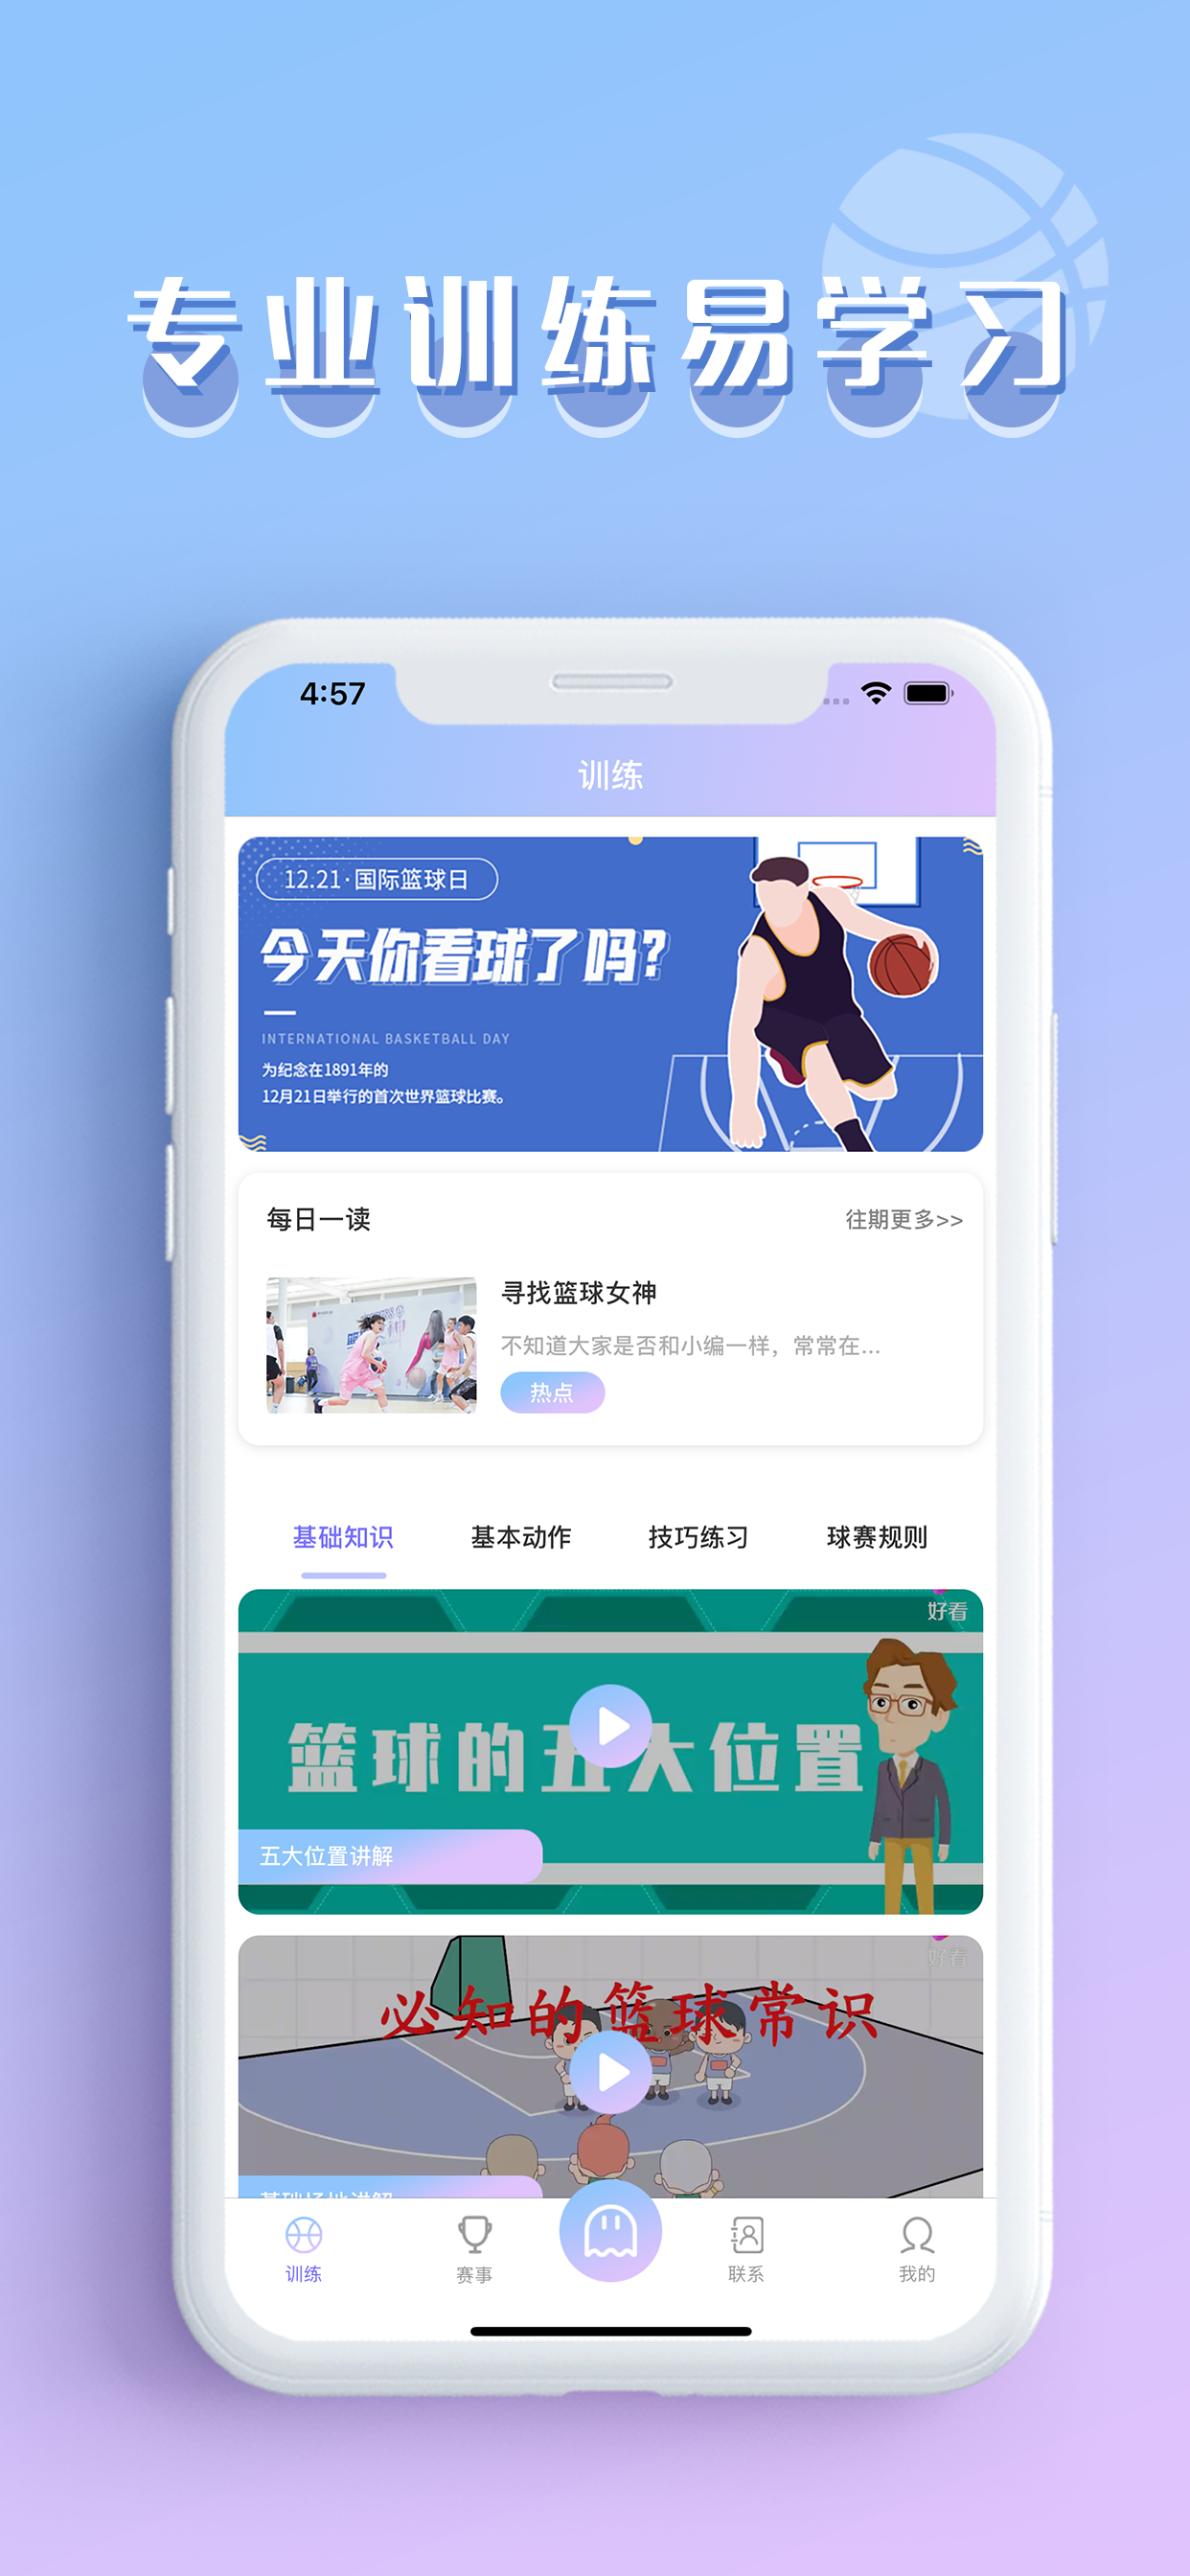 专业训练易学习
4:57
训练
12.21·国际篮球日
今天你看球了吗?
INTERNATIONAL BASKETBALL DAY
为纪念在1891年的
12月21日举行的首次世界篮球比赛。
每日一读
往期更多>>
寻找篮球女神
不知道大家是否和小编一样，常常在...
热点
基础知识 基本动作 技巧练习 球赛规则
好看
篮球的五大位置
五大位置讲解
好看
必知的篮球常识
基础场地讲解
训练 赛事 联系 我的